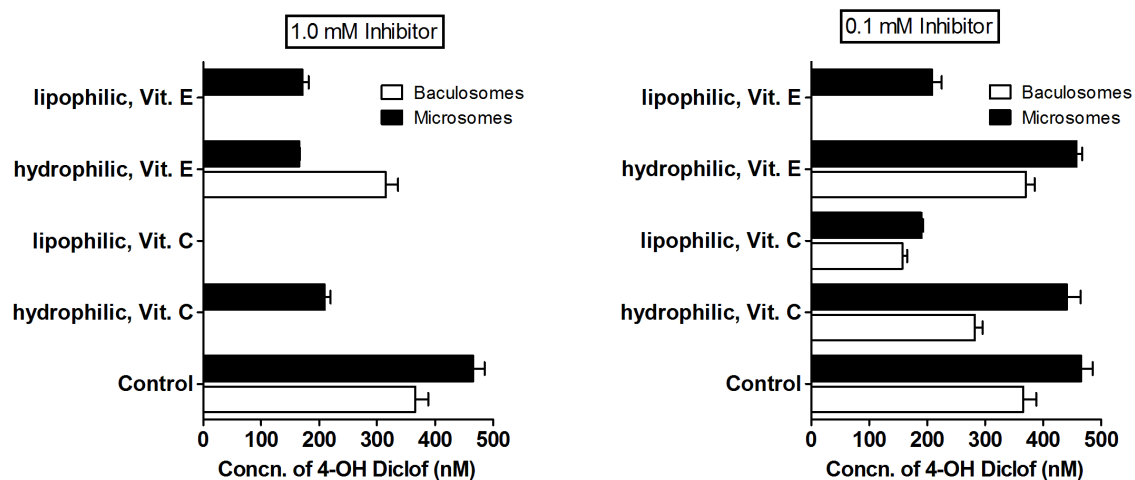 1.0 mM Inhibitor
lipophilic, Vit. E
hydrophilic, Vit. E
lipophilic, Vit. C
hydrophilic, Vit. C
Control
Baculosomes
Microsomes
0 100 200 300 400 500
Concn. of 4-OH Diclof (nM)
0.1 mM Inhibitor
lipophilic, Vit. E
hydrophilic, Vit. E
lipophilic, Vit. C
hydrophilic, Vit. C
Control
Baculosomes
Microsomes
0 100 200 300 400 500
Concn. of 4-OH Diclof (nM)